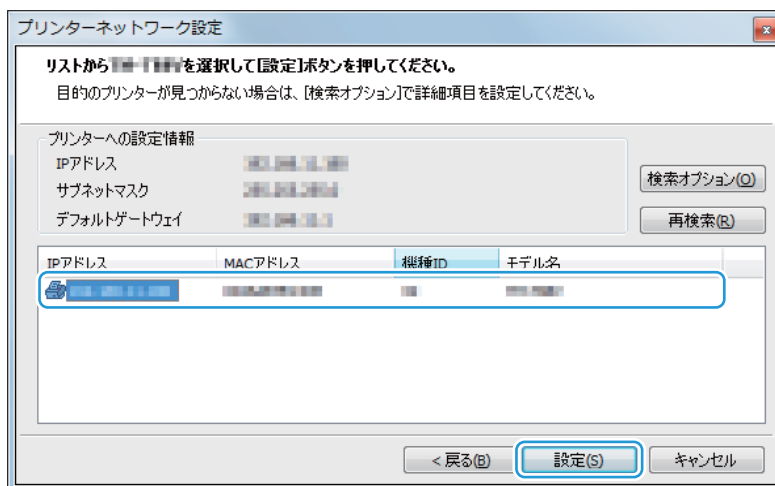 プリンターネットワーク設定
リストから を選択して[設定]ボタンを押してください。
目的のプリンターが見つからない場合は、[検索オプション]で詳細項目を設定してください。
プリンターへの設定情報
IPアドレス
サブネットマスク
デフォルトゲートウェイ
検索オプション(O)
再検索(R)
IPアドレス MACアドレス 機種ID モデル名
< 戻る(B) 設定(S) キャンセル